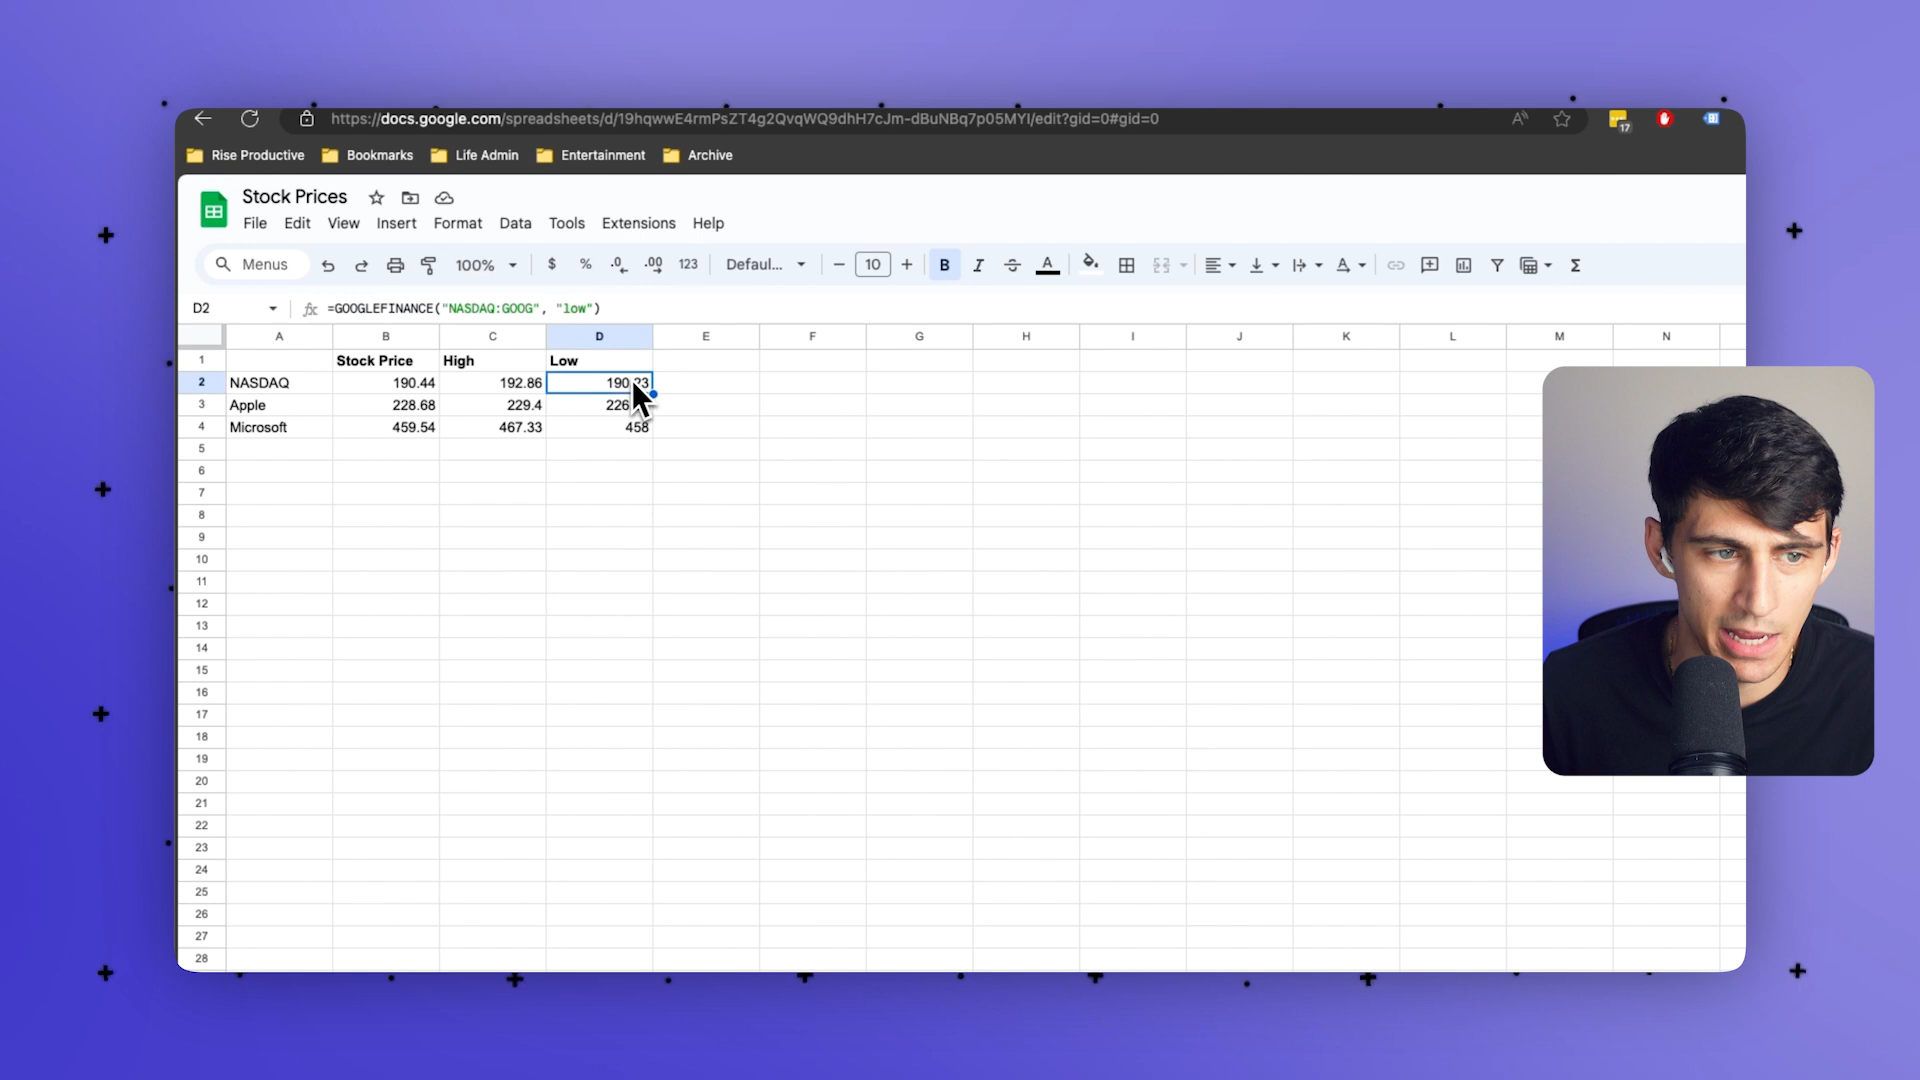 https://docs.google.com/spreadsheets/d/19hqwwE4rmPsZT4g2QvqWQ9dhH7cJm-dBuNBq7p05MYI/edit?gid=0#gid=0
17
Rise Productive Bookmarks Life Admin Entertainment Archive
Stock Prices
File Edit View Insert Format Data Tools Extensions Help
Menus 100% $ % .0 .00 123 Defaul... 10 B I A
D2 fx =GOOGLEFINANCE("NASDAQ:GOOG", "low")
A B C D E F G H I J K L M N
1 Stock Price High Low
2 NASDAQ 190.44 192.86 190.23
3 Apple 228.68 229.4 226
4 Microsoft 459.54 467.33 458
5
6
7
8
9
10
11
12
13
14
15
16
17
18
19
20
21
22
23
24
25
26
27
28